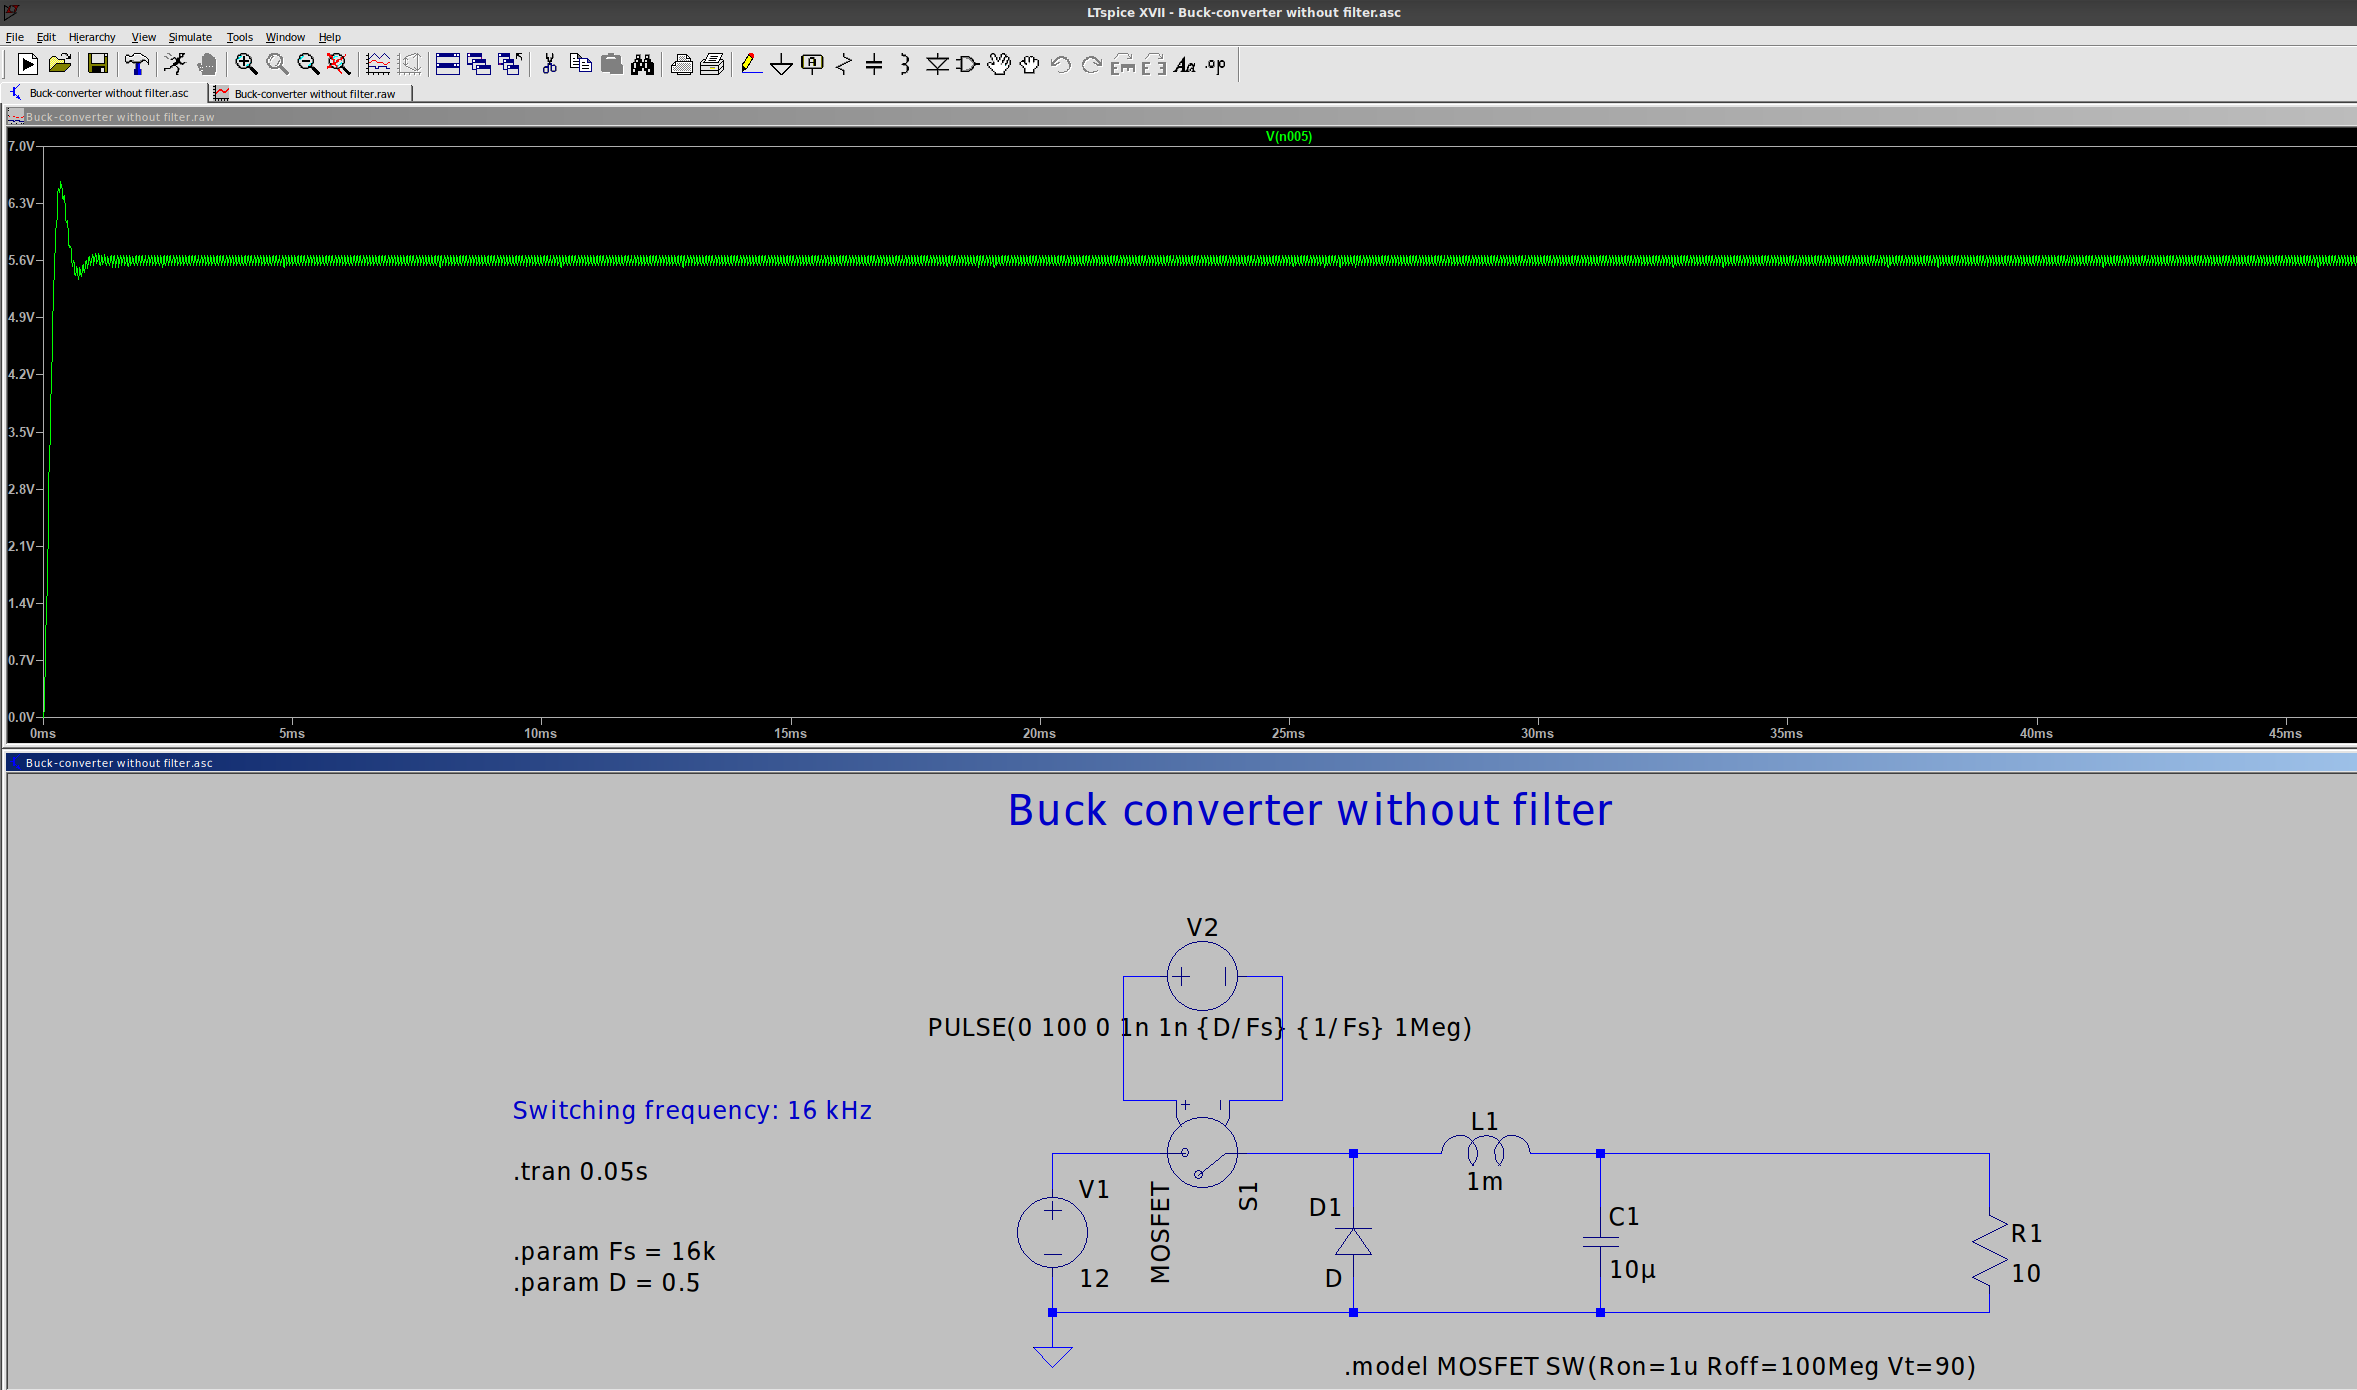 LTspice XVII - Buck-converter without filter.asc
File Edit Hierarchy View Simulate Tools Window Help
Buck-converter without filter.asc Buck-converter without filter.raw
Buck-converter without filter.raw
V(n005)
7.0V
6.3V
5.6V
4.9V
4.2V
3.5V
2.8V
2.1V
1.4V
0.7V
0.0V
0ms 5ms 10ms 15ms 20ms 25ms 30ms 35ms 40ms 45ms
Buck-converter without filter.asc
Buck converter without filter
V2
PULSE(0 100 0 1n 1n {D/Fs} {1/Fs} 1Meg)
Switching frequency: 16 kHz
.tran 0.05s
.param Fs = 16k
.param D = 0.5
V1
12
MOSFET
S1
D1
D
L1
1m
C1
10µ
R1
10
.model MOSFET SW(Ron=1u Roff=100Meg Vt=90)